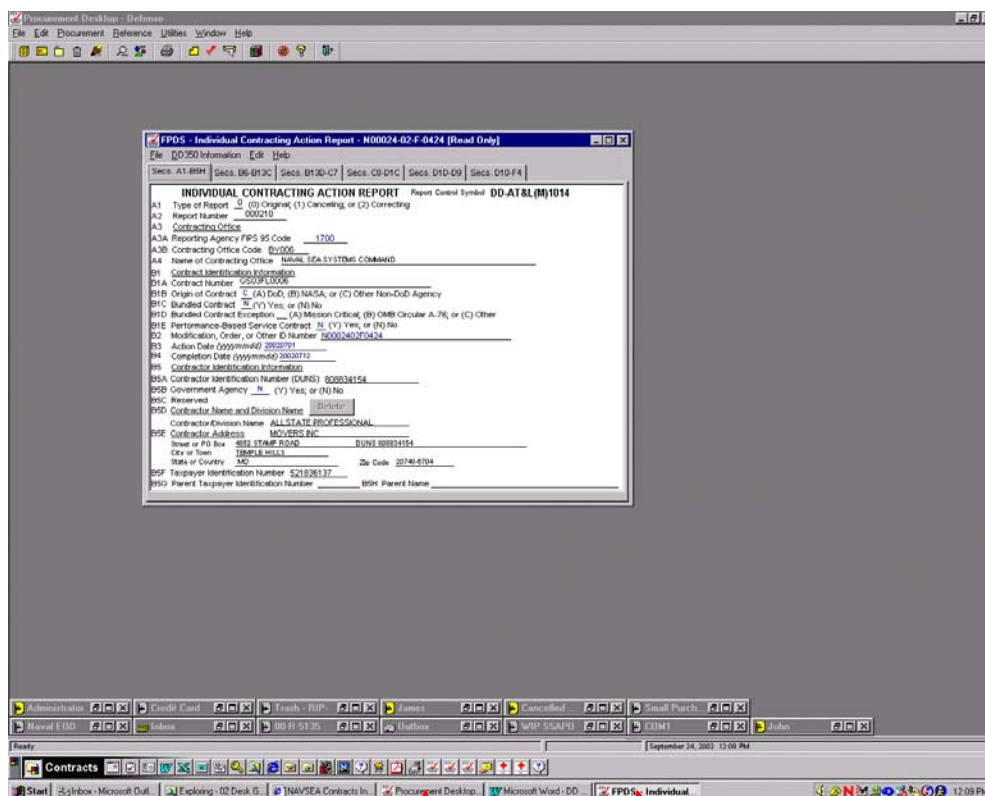 Procurement Desktop - Defense
File Edit Procurement Reference Utilities Window Help
FPDS - Individual Contracting Action Report - N00024-02-F-0424 [Read Only]
File DD350 Information Edit Help
Secs. A1-B5H Secs. B6-B13C Secs. B13D-C7 Secs. C8-D1C Secs. D1D-D9 Secs. D10-F4
INDIVIDUAL CONTRACTING ACTION REPORT Report Control Symbol DD-AT&L(M)1014
A1 Type of Report 0 (0) Original; (1) Canceling; or (2) Correcting
A2 Report Number 000210
A3 Contracting Office
A3A Reporting Agency FIPS 95 Code 1700
A3B Contracting Office Code BY006
A4 Name of Contracting Office NAVAL SEA SYSTEMS COMMAND
B1 Contract Identification Information
B1A Contract Number GS03FL0006
B1B Origin of Contract C (A) DoD; (B) NASA; or (C) Other Non-DoD Agency
B1C Bundled Contract N (Y) Yes; or (N) No
B1D Bundled Contract Exception (A) Mission Critical; (B) OMB Circular A-76; or (C) Other
B1E Performance-Based Service Contract N (Y) Yes; or (N) No
B2 Modification, Order, or Other ID Number N0002402F0424
B3 Action Date (yyyymmdd) 20020701
B4 Completion Date (yyyymmdd) 20020712
B5 Contractor Identification Information
B5A Contractor Identification Number (DUNS) 808834154
B5B Government Agency N (Y) Yes; or (N) No
B5C Reserved
B5D Contractor Name and Division Name Delete
Contractor/Division Name ALLSTATE PROFESSIONAL
B5E Contractor Address MOVERS INC
Street or PO Box 4852 STAMP ROAD DUNS 808834154
City or Town TEMPLE HILLS
State or Country MD Zip Code 20748-6704
B5F Taxpayer Identification Number 521836137
B5G Parent Taxpayer Identification Number B5H Parent Name
Administrator Credit Card Trash - RIP- James Cancelled ... Small Purch...
Naval EOD Inbox 00-R-5135 Outbox WIP SSAPO COM1 John
Ready September 24, 2002 12:00 PM
Contracts
Start Inbox - Microsoft Outl... Exploring - 02 Desk G... NAVSEA Contracts In... Procurement Desktop... Microsoft Word - DD ... FPDS - Individual... 12:09 PM